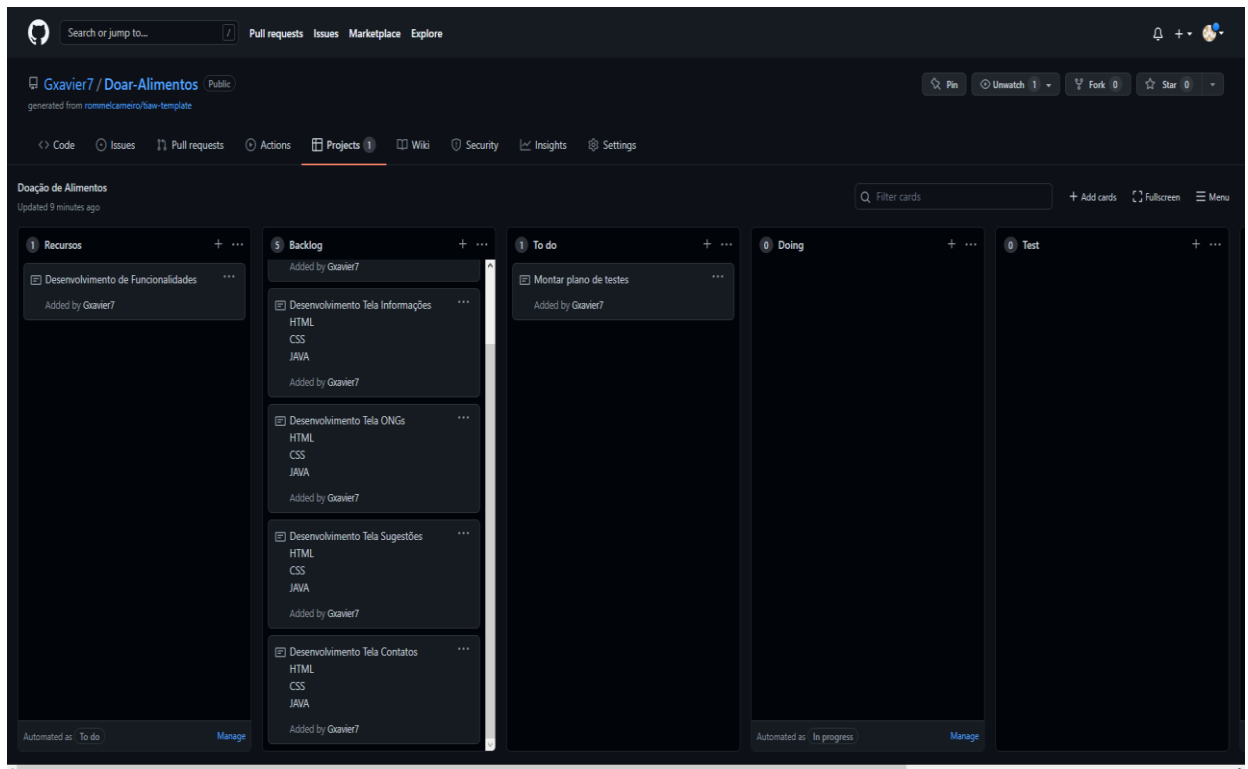 Search or jump to... /
Pull requests Issues Marketplace Explore
Gxavier7 / Doar-Alimentos Public
generated from rommelcarneiro/tiaw-template
Pin
Unwatch 1
Fork 0
Star 0
<> Code
Issues
Pull requests
Actions
Projects 1
Wiki
Security
Insights
Settings
Doação de Alimentos
Updated 9 minutes ago
Filter cards
+ Add cards
Fullscreen
Menu
1 Recursos
Desenvolvimento de Funcionalidades
Added by Gxavier7
Automated as To do
Manage
5 Backlog
Added by Gxavier7
Desenvolvimento Tela Informações
HTML
CSS
JAVA
Added by Gxavier7
Desenvolvimento Tela ONGs
HTML
CSS
JAVA
Added by Gxavier7
Desenvolvimento Tela Sugestões
HTML
CSS
JAVA
Added by Gxavier7
Desenvolvimento Tela Contatos
HTML
CSS
JAVA
Added by Gxavier7
1 To do
Montar plano de testes
Added by Gxavier7
0 Doing
Automated as In progress
Manage
0 Test